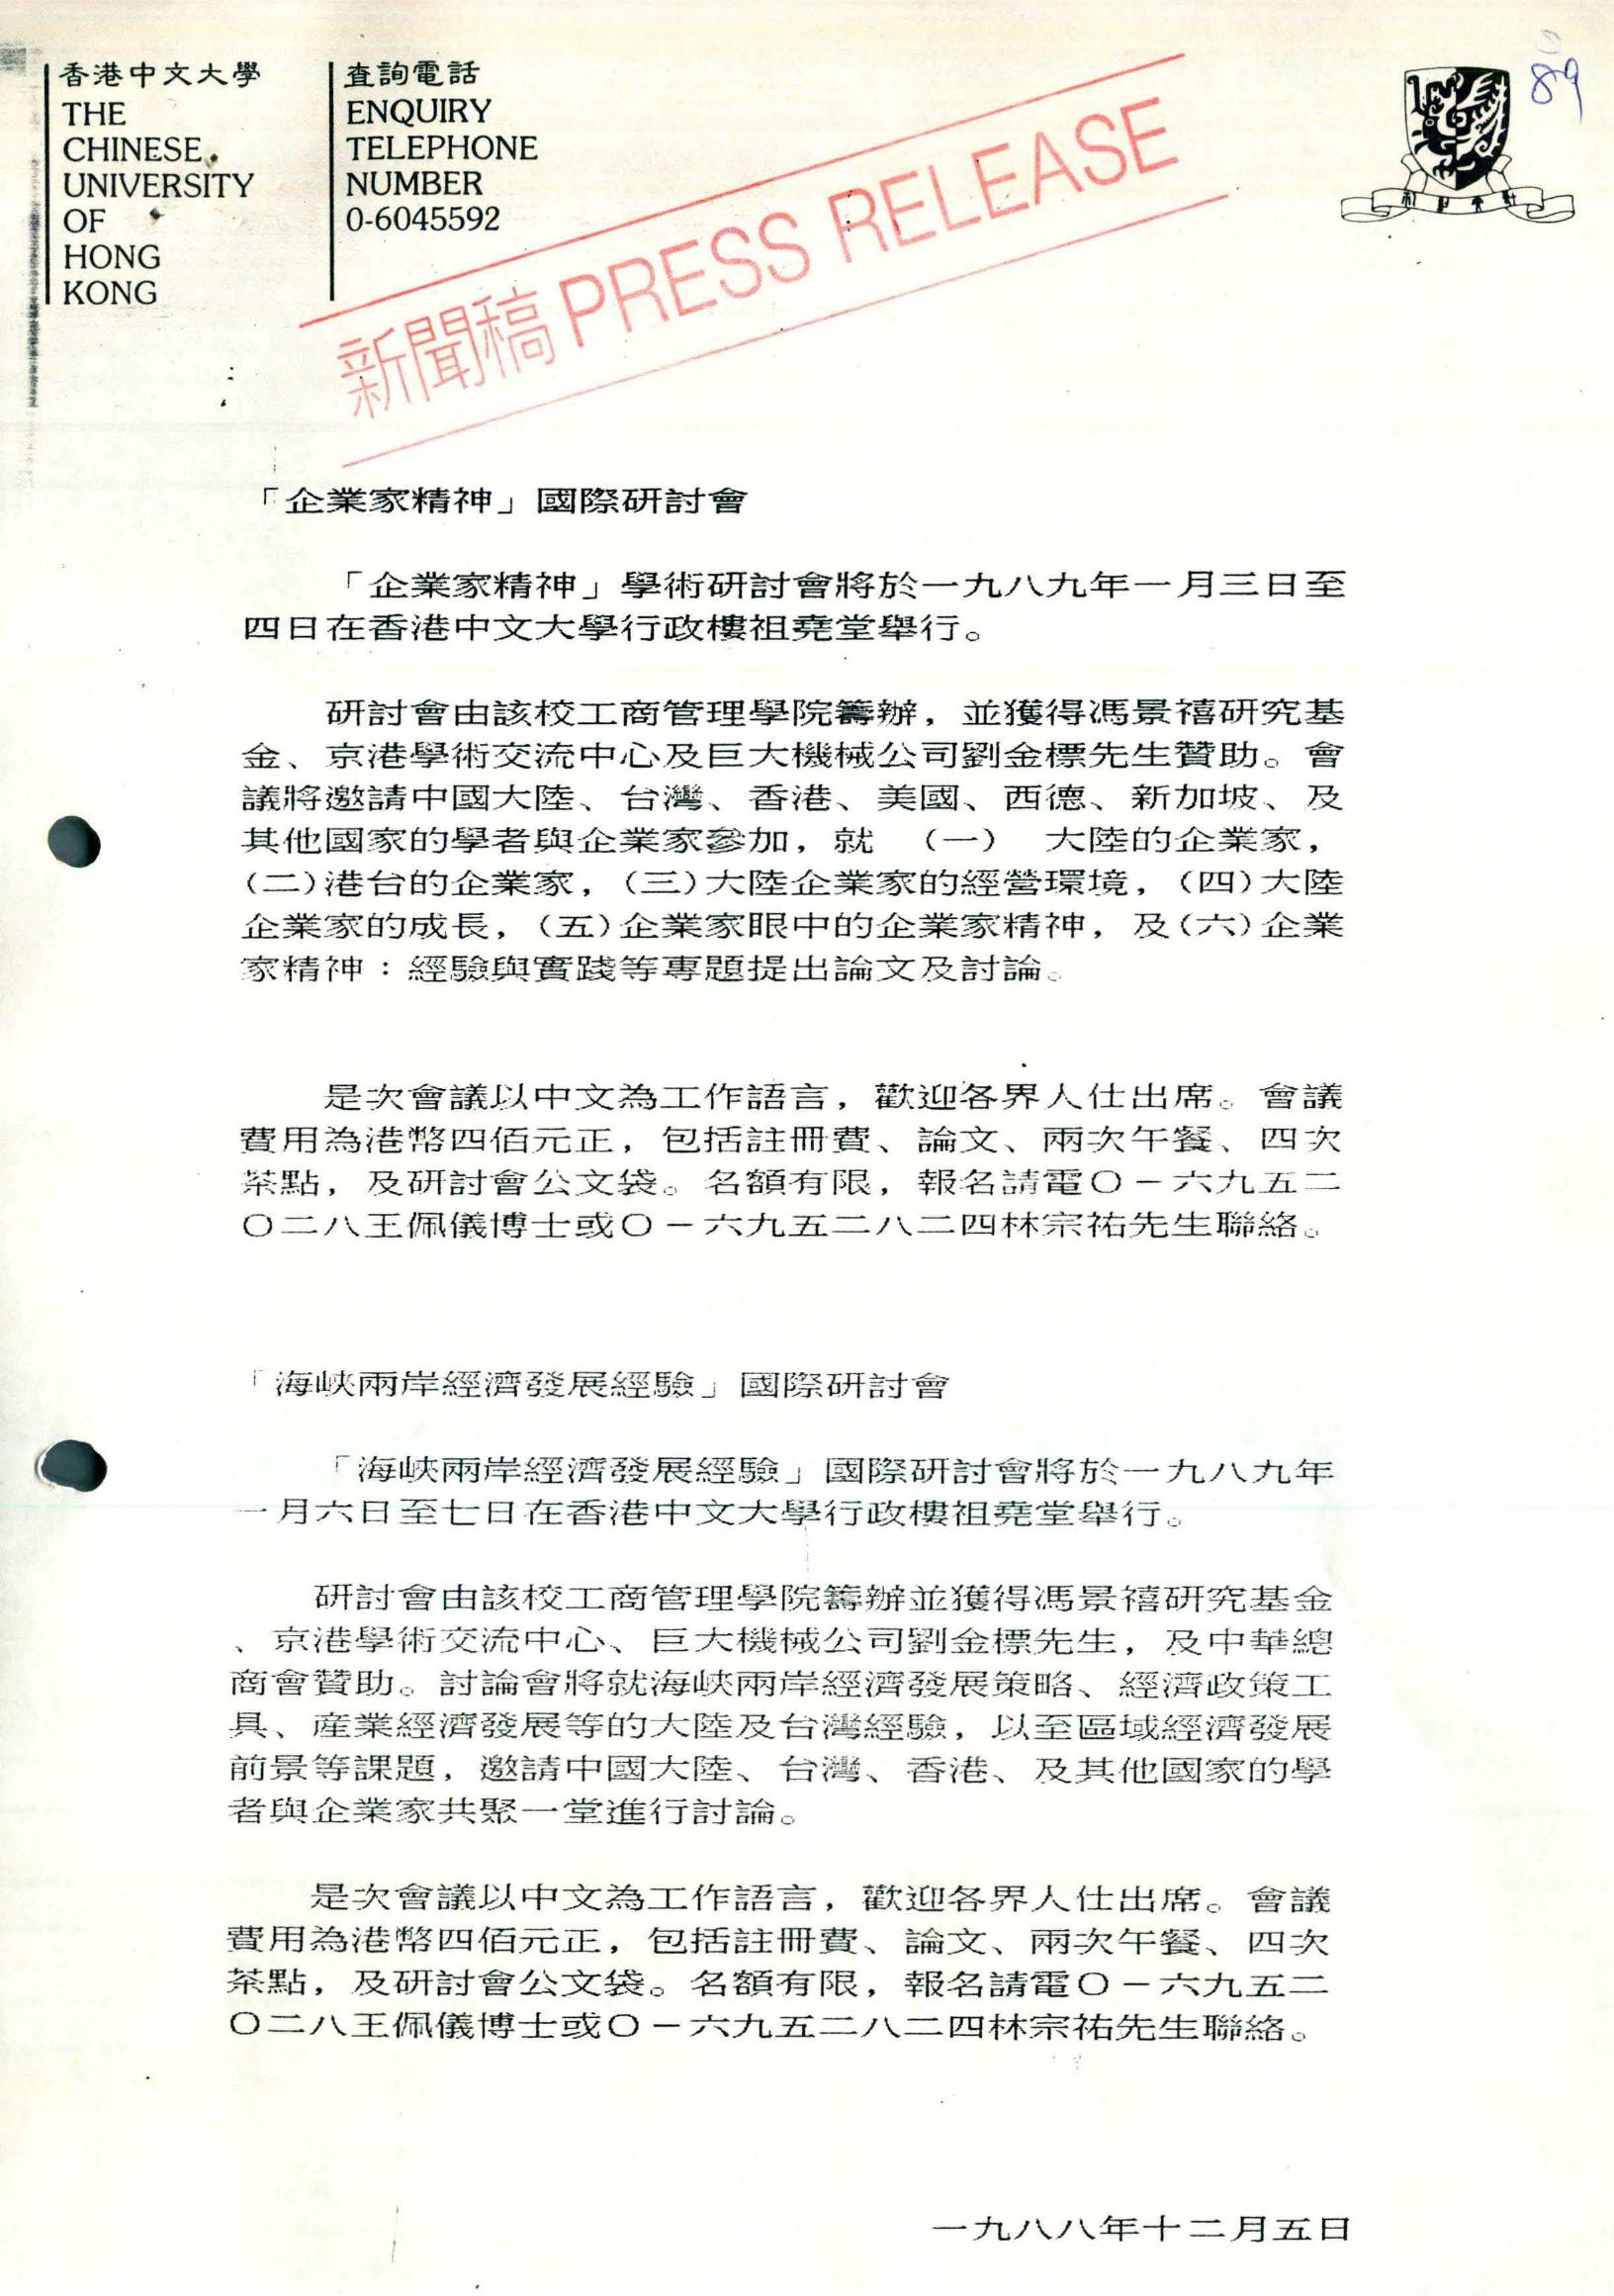 香港中文大學
THE
CHINESE
UNIVERSITY
OF
HONG
KONG
查詢電話
ENQUIRY
TELEPHONE
NUMBER
0-6045592
新聞稿 PRESS RELEASE
89
「企業家精神」國際研討會
「企業家精神」學術研討會將於一九八九年一月三日至
四日在香港中文大學行政樓祖堯堂舉行。
研討會由該校工商管理學院籌辦，並獲得馮景禧研究基
金、京港學術交流中心及巨大機械公司劉金標先生贊助。會
議將邀請中國大陸、台灣、香港、美國、西德、新加坡、及
其他國家的學者與企業家參加，就　（一）　大陸的企業家，
（二）港台的企業家，（三）大陸企業家的經營環境，（四）大陸
企業家的成長，（五）企業家眼中的企業家精神，及（六）企業
家精神：經驗與實踐等專題提出論文及討論。
是次會議以中文為工作語言，歡迎各界人仕出席。會議
費用為港幣四佰元正，包括註冊費、論文、兩次午餐、四次
茶點，及研討會公文袋。名額有限，報名請電〇－六九五二
〇二八王佩儀博士或〇－六九五二八二四林宗祐先生聯絡。
「海峽兩岸經濟發展經驗」國際研討會
「海峽兩岸經濟發展經驗」國際研討會將於一九八九年
一月六日至七日在香港中文大學行政樓祖堯堂舉行。
研討會由該校工商管理學院籌辦並獲得馮景禧研究基金
、京港學術交流中心、巨大機械公司劉金標先生，及中華總
商會贊助。討論會將就海峽兩岸經濟發展策略、經濟政策工
具、產業經濟發展等的大陸及台灣經驗，以至區域經濟發展
前景等課題，邀請中國大陸、台灣、香港、及其他國家的學
者與企業家共聚一堂進行討論。
是次會議以中文為工作語言，歡迎各界人仕出席。會議
費用為港幣四佰元正，包括註冊費、論文、兩次午餐、四次
茶點，及研討會公文袋。名額有限，報名請電〇－六九五二
〇二八王佩儀博士或〇－六九五二八二四林宗祐先生聯絡。
一九八八年十二月五日